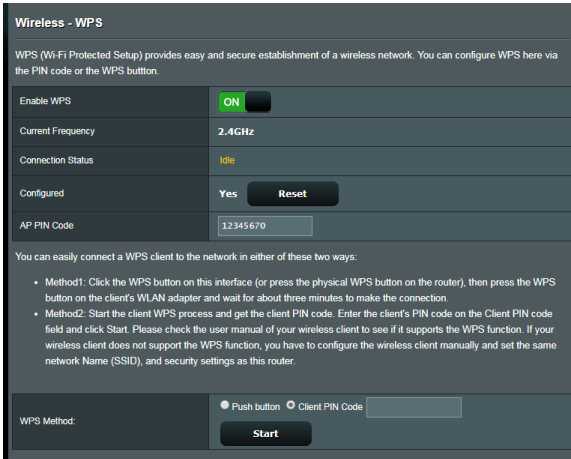 Wireless - WPS
WPS (Wi-Fi Protected Setup) provides easy and secure establishment of a wireless network. You can configure WPS here via
the PIN code or the WPS buttton.
Enable WPS
ON
Current Frequency
2.4GHz
Connection Status
Idle
Configured
Yes
Reset
AP PIN Code
12345670
You can easily connect a WPS client to the network in either of these two ways:
• Method1: Click the WPS button on this interface (or press the physical WPS button on the router), then press the WPS
button on the client's WLAN adapter and wait for about three minutes to make the connection.
• Method2: Start the client WPS process and get the client PIN code. Enter the client's PIN code on the Client PIN code
field and click Start. Please check the user manual of your wireless client to see if it supports the WPS function. If your
wireless client does not support the WPS function, you have to configure the wireless client manually and set the same
network Name (SSID), and security settings as this router.
WPS Method:
Push button
Client PIN Code
Start